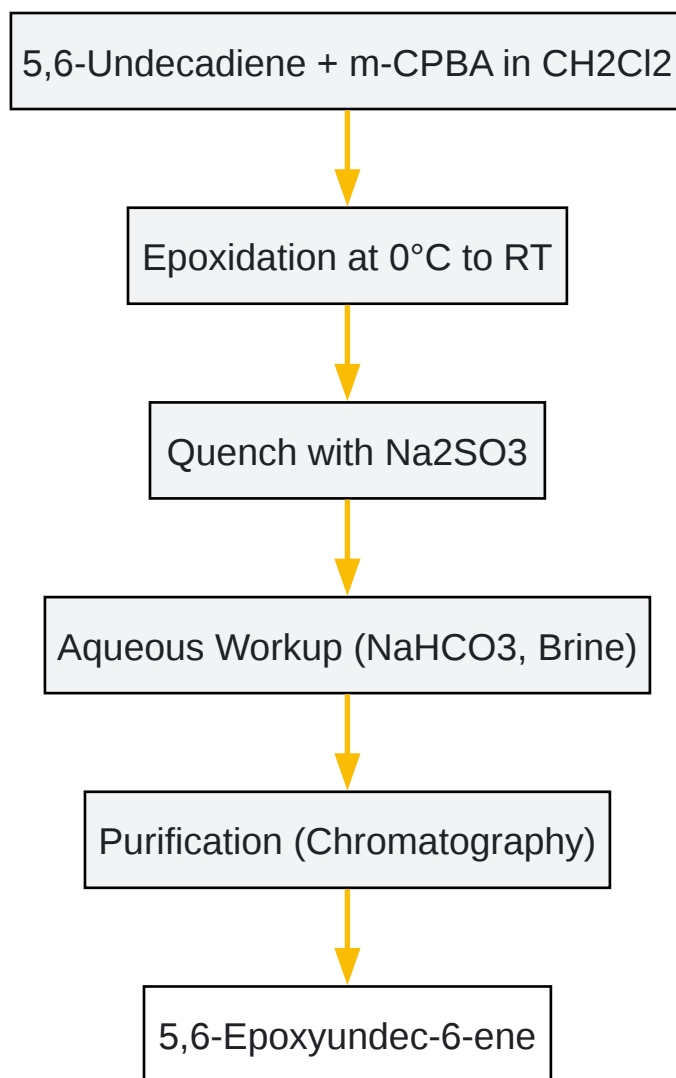 5,6-Undecadiene + m-CPBA in CH2Cl2
Epoxidation at 0°C to RT
Quench with Na2SO3
Aqueous Workup (NaHCO3, Brine)
Purification (Chromatography)
5,6-Epoxyundec-6-ene